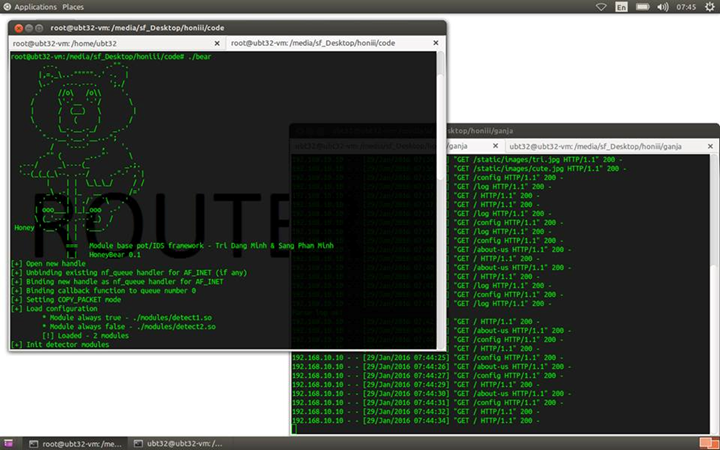 Applications Places
En 07:45
root@ubt32-vm: /media/sf_Desktop/honiii/code
root@ubt32-vm: /home/ubt32 × root@ubt32-vm: /media/sf_Desktop/honiii/code ×
root@ubt32-vm:/media/sf_Desktop/honiii/code# ./bear
ooo ooo
Honey
ROUTE
Module base pot/IDS framework - Tri Dang Minh & Sang Phan Minh
HoneyBear 0.1
[+] Open new handle
[+] Unbinding existing nf_queue handler for AF_INET (if any)
[+] Binding new handle as nf_queue handler for AF_INET
[+] Binding callback function to queue number 0
[+] Setting COPY_PACKET mode
[+] Load configuration
* Module always true - ./modules/detect1.so
* Module always false - ./modules/detect2.so
[!] Loaded - 2 modules
[+] Init detector modules
ktop/honiii/ganja
ganja × ubt32@ubt32-vm: /media/sf_Desktop/honiii/ganja ×
"GET /static/images/tri.jpg HTTP/1.1" 200 -
"GET /static/images/cute.jpg HTTP/1.1" 200 -
"GET /config HTTP/1.1" 200 -
"GET /log HTTP/1.1" 200 -
"GET / HTTP/1.1" 200 -
"GET / HTTP/1.1" 200 -
"GET /config HTTP/1.1" 200 -
"GET /log HTTP/1.1" 200 -
"GET / HTTP/1.1" 200 -
"GET /about-us HTTP/1.1" 200 -
"GET / HTTP/1.1" 200 -
"GET /about-us HTTP/1.1" 200 -
"GET /config HTTP/1.1" 200 -
"GET /log HTTP/1.1" 200 -
"GET /config HTTP/1.1" 200 -
"GET /log HTTP/1.1" 200 -
"GET / HTTP/1.1" 200 -
"GET /about-us HTTP/1.1" 200 -
"GET /config HTTP/1.1" 200 -
"GET / HTTP/1.1" 200 -
192.168.10.10 - - [29/Jan/2016 07:44:25] "GET /config HTTP/1.1" 200 -
192.168.10.10 - - [29/Jan/2016 07:44:26] "GET /about-us HTTP/1.1" 200 -
192.168.10.10 - - [29/Jan/2016 07:44:27] "GET /config HTTP/1.1" 200 -
192.168.10.10 - - [29/Jan/2016 07:44:29] "GET / HTTP/1.1" 200 -
192.168.10.10 - - [29/Jan/2016 07:44:30] "GET /about-us HTTP/1.1" 200 -
192.168.10.10 - - [29/Jan/2016 07:44:31] "GET /config HTTP/1.1" 200 -
192.168.10.10 - - [29/Jan/2016 07:44:32] "GET / HTTP/1.1" 200 -
192.168.10.10 - - [29/Jan/2016 07:44:34] "GET / HTTP/1.1" 200 -
root@ubt32-vm: /me... ubt32@ubt32-vm: /...